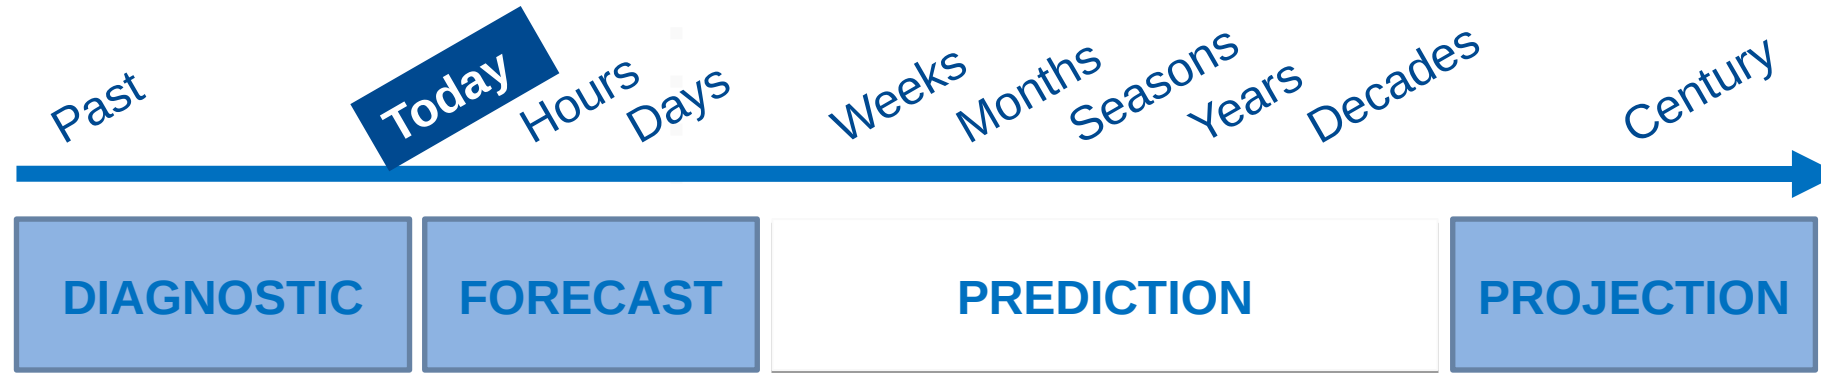 Past
Today
Hours
Days
Weeks
Months
Seasons
Years
Decades
Century
DIAGNOSTIC
FORECAST
PREDICTION
PROJECTION